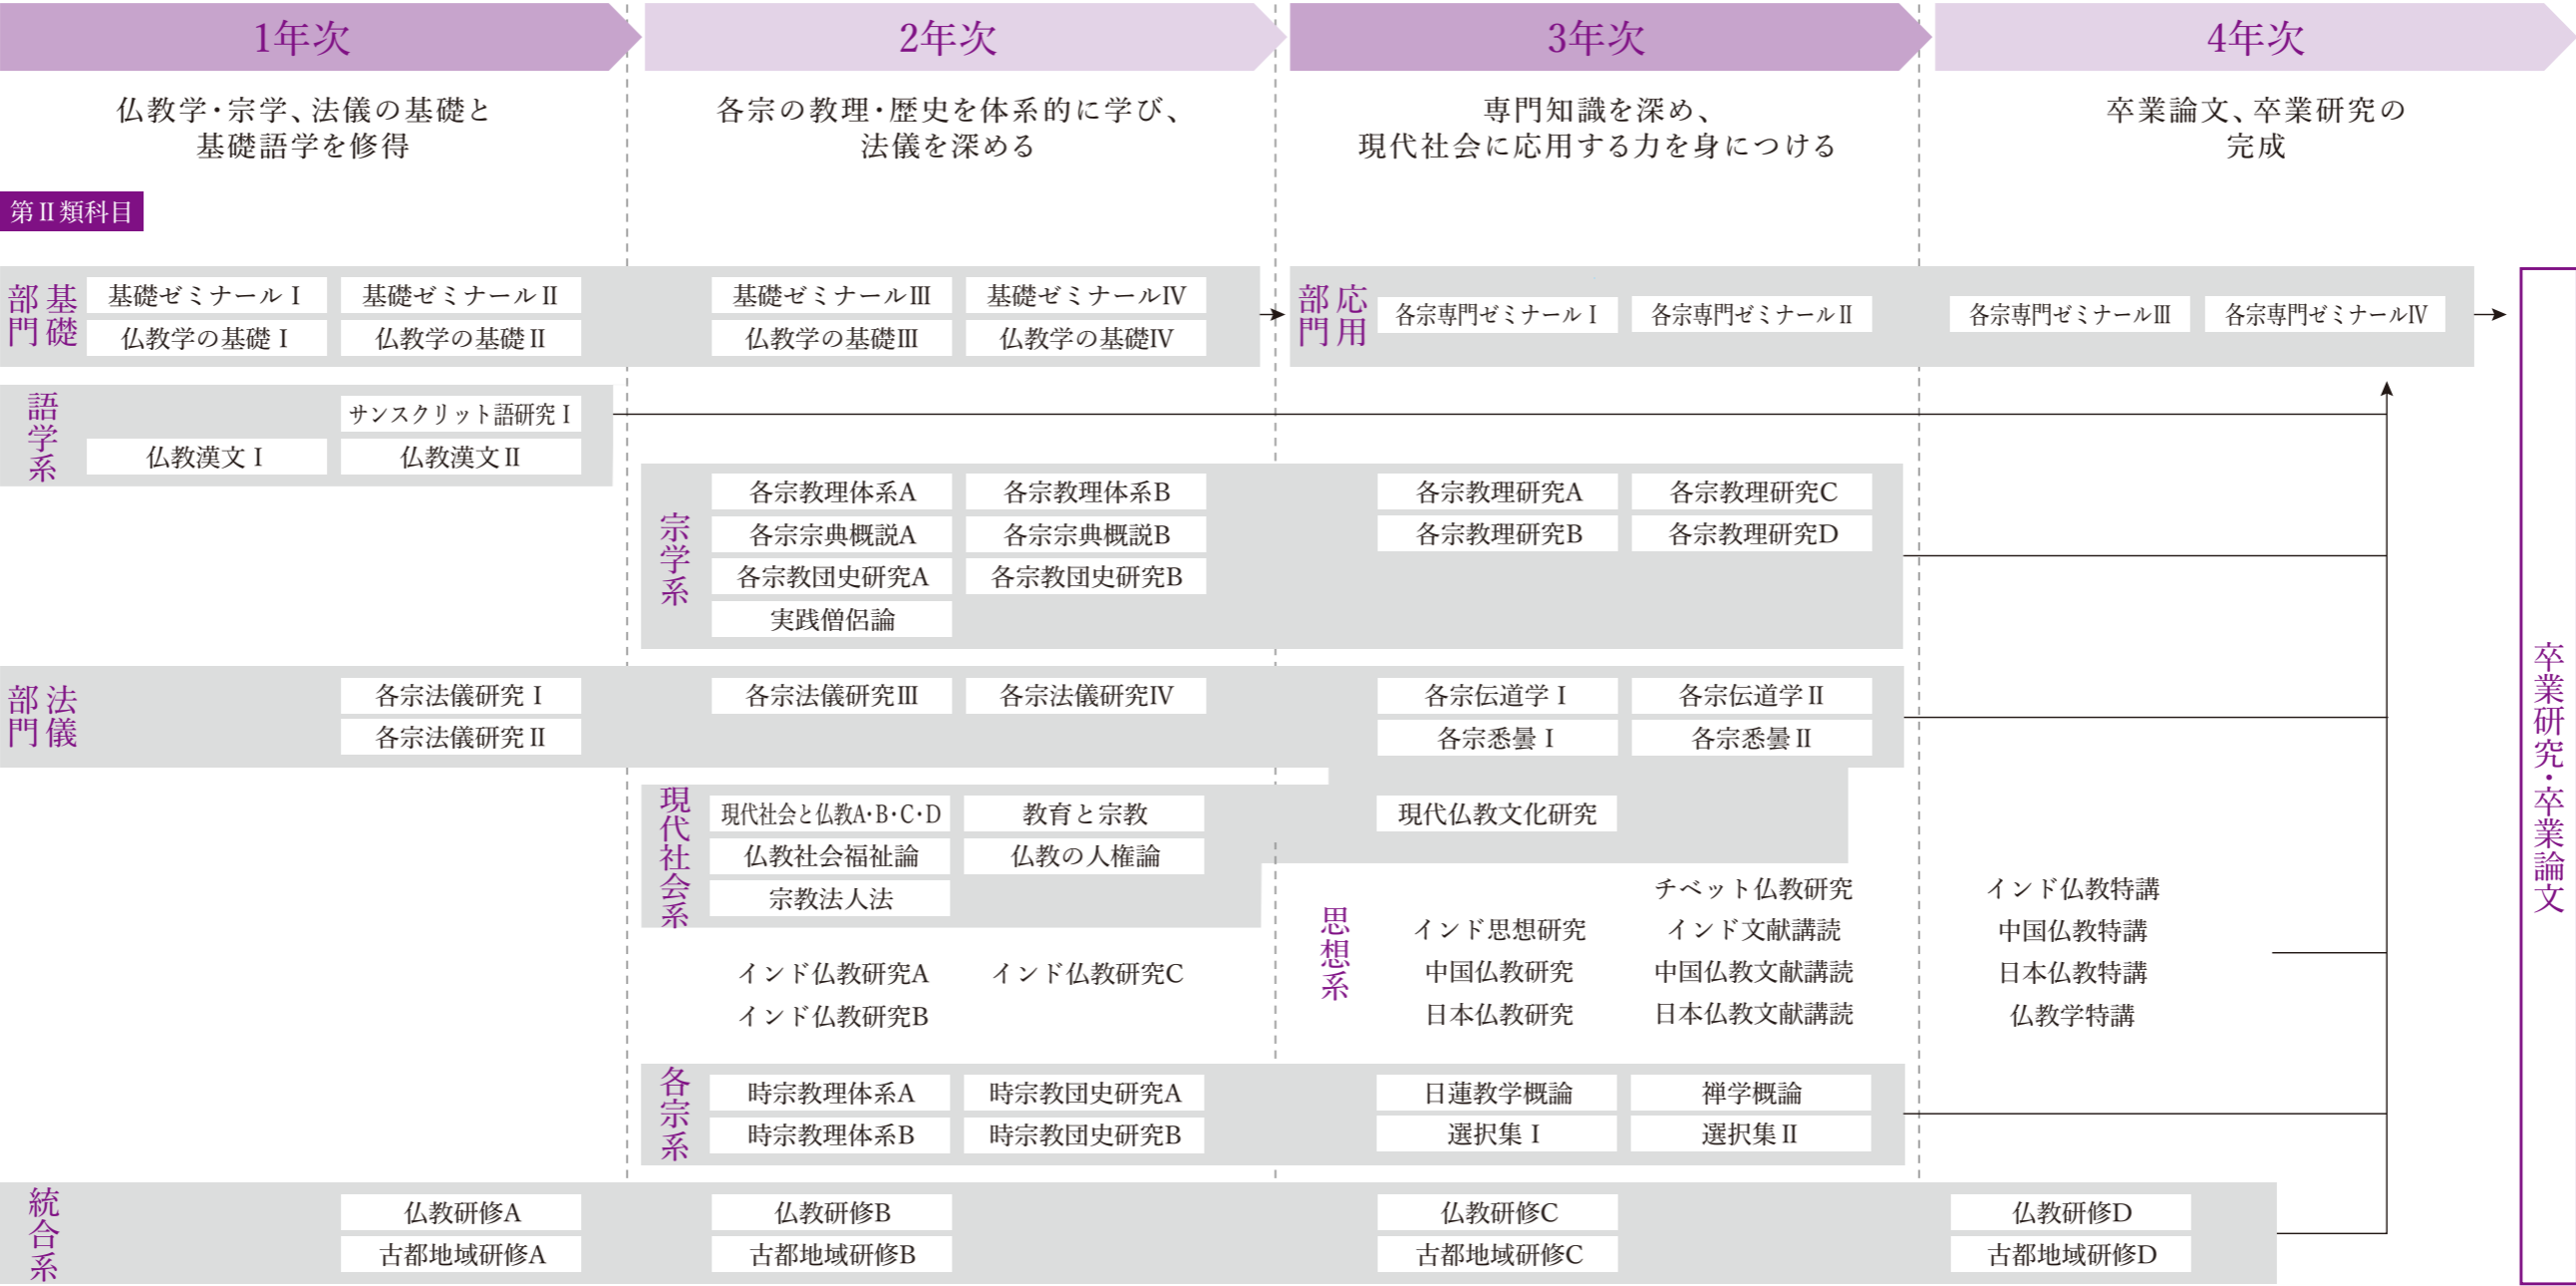 1年次
2年次
3年次
4年次
仏教学・宗学、法儀の基礎と
基礎語学を修得
各宗の教理・歴史を体系的に学び、
法儀を深める
専門知識を深め、
現代社会に応用する力を身につける
卒業論文、卒業研究の
完成
第Ⅱ類科目
基礎部門
基礎ゼミナールⅠ
基礎ゼミナールⅡ
基礎ゼミナールⅢ
基礎ゼミナールⅣ
仏教学の基礎Ⅰ
仏教学の基礎Ⅱ
仏教学の基礎Ⅲ
仏教学の基礎Ⅳ
応用部門
各宗専門ゼミナールⅠ
各宗専門ゼミナールⅡ
各宗専門ゼミナールⅢ
各宗専門ゼミナールⅣ
語学系
サンスクリット語研究Ⅰ
仏教漢文Ⅰ
仏教漢文Ⅱ
宗学系
各宗教理体系A
各宗教理体系B
各宗教理研究A
各宗教理研究C
各宗宗典概説A
各宗宗典概説B
各宗教理研究B
各宗教理研究D
各宗教団史研究A
各宗教団史研究B
実践僧侶論
法儀部門
各宗法儀研究Ⅰ
各宗法儀研究Ⅲ
各宗法儀研究Ⅳ
各宗伝道学Ⅰ
各宗伝道学Ⅱ
各宗法儀研究Ⅱ
各宗悉曇Ⅰ
各宗悉曇Ⅱ
現代社会系
現代社会と仏教A・B・C・D
教育と宗教
現代仏教文化研究
仏教社会福祉論
仏教の人権論
宗教法人法
思想系
チベット仏教研究
インド仏教特講
インド思想研究
インド文献講読
中国仏教特講
インド仏教研究A
インド仏教研究C
中国仏教研究
中国仏教文献講読
日本仏教特講
インド仏教研究B
日本仏教研究
日本仏教文献講読
仏教学特講
各宗系
時宗教理体系A
時宗教団史研究A
日蓮教学概論
禅学概論
時宗教理体系B
時宗教団史研究B
選択集Ⅰ
選択集Ⅱ
統合系
仏教研修A
仏教研修B
仏教研修C
仏教研修D
古都地域研修A
古都地域研修B
古都地域研修C
古都地域研修D
卒業研究・卒業論文